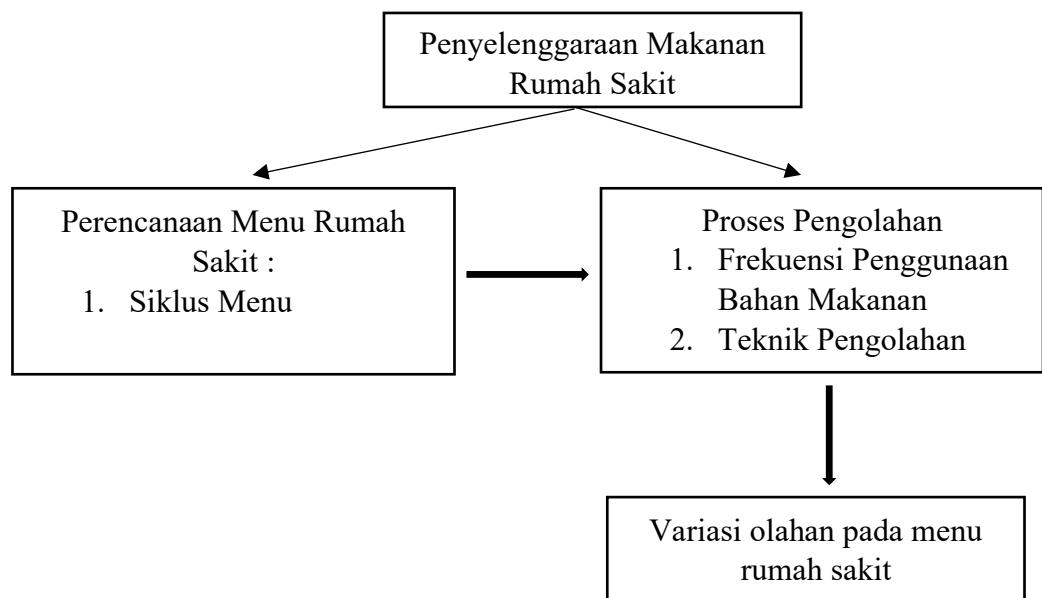 Penyelenggaraan Makanan
Rumah Sakit
Perencanaan Menu Rumah
Sakit :
1. Siklus Menu
Proses Pengolahan
1. Frekuensi Penggunaan
Bahan Makanan
2. Teknik Pengolahan
Variasi olahan pada menu
rumah sakit